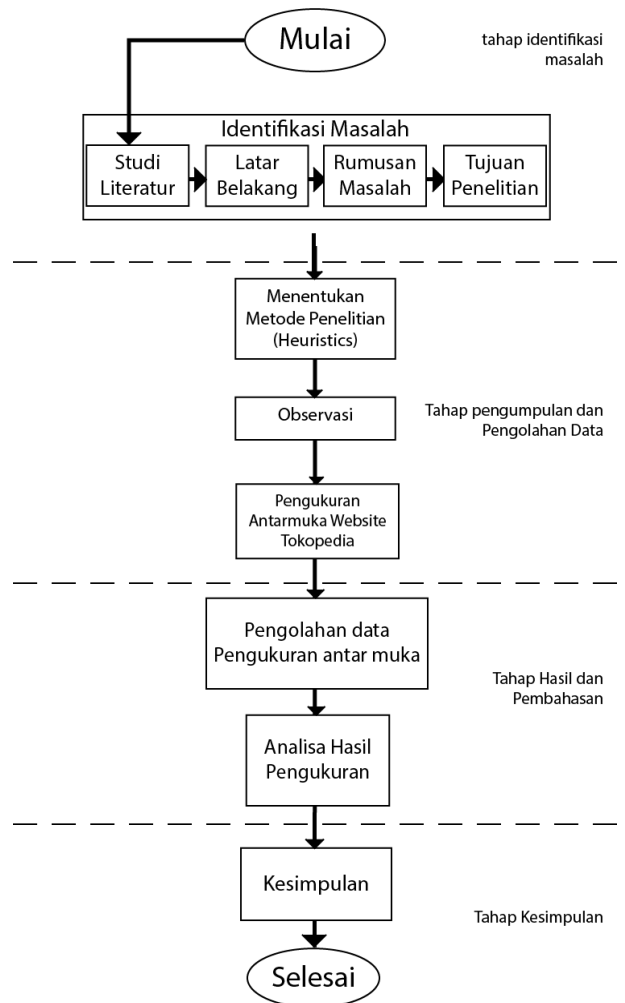 Mulai
tahap identifikasi
masalah
Identifikasi Masalah
Studi
Literatur
Latar
Belakang
Rumusan
Masalah
Tujuan
Penelitian
Menentukan
Metode Penelitian
(Heuristics)
Observasi
Tahap pengumpulan dan
Pengolahan Data
Pengukuran
Antarmuka Website
Tokopedia
Pengolahan data
Pengukuran antar muka
Tahap Hasil dan
Pembahasan
Analisa Hasil
Pengukuran
Kesimpulan
Tahap Kesimpulan
Selesai